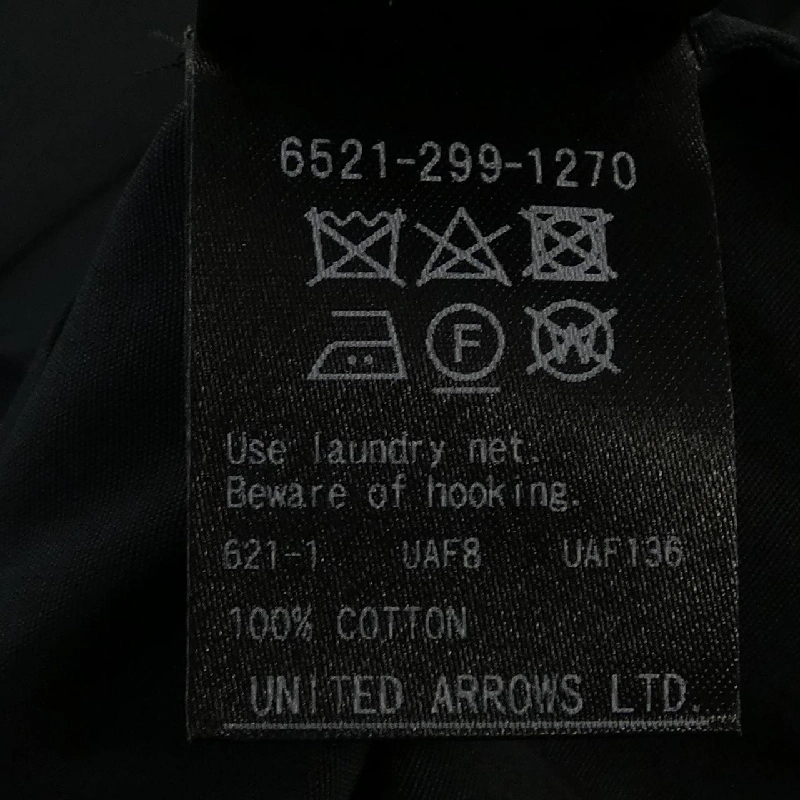 6521-299-1270
F W
Use laundry net.
Beware of hooking.
621-1 UAF8 UAF136
100% COTTON
UNITED ARROWS LTD.